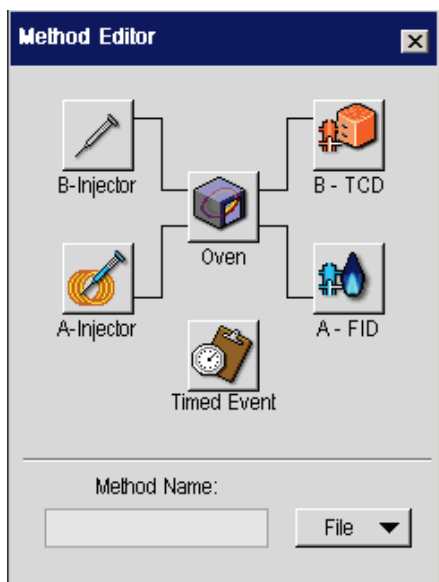 Method Editor
B-Injector
B - TCD
Oven
A-Injector
A - FID
Timed Event
Method Name:
File